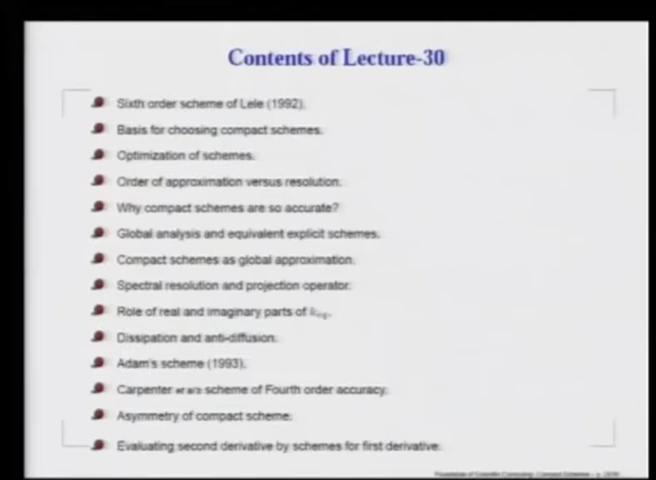 Contents of Lecture-30
Sixth order scheme of Lele (1992).
Basis for choosing compact schemes.
Optimization of schemes.
Order of approximation versus resolution.
Why compact schemes are so accurate?
Global analysis and equivalent explicit schemes.
Compact schemes as global approximation.
Spectral resolution and projection operator.
Role of real and imaginary parts of
Dissipation and anti-diffusion.
Adam's scheme (1993).
Carpenter scheme of Fourth order accuracy.
Asymmetry of compact scheme.
Evaluating second derivative by schemes for first derivative.